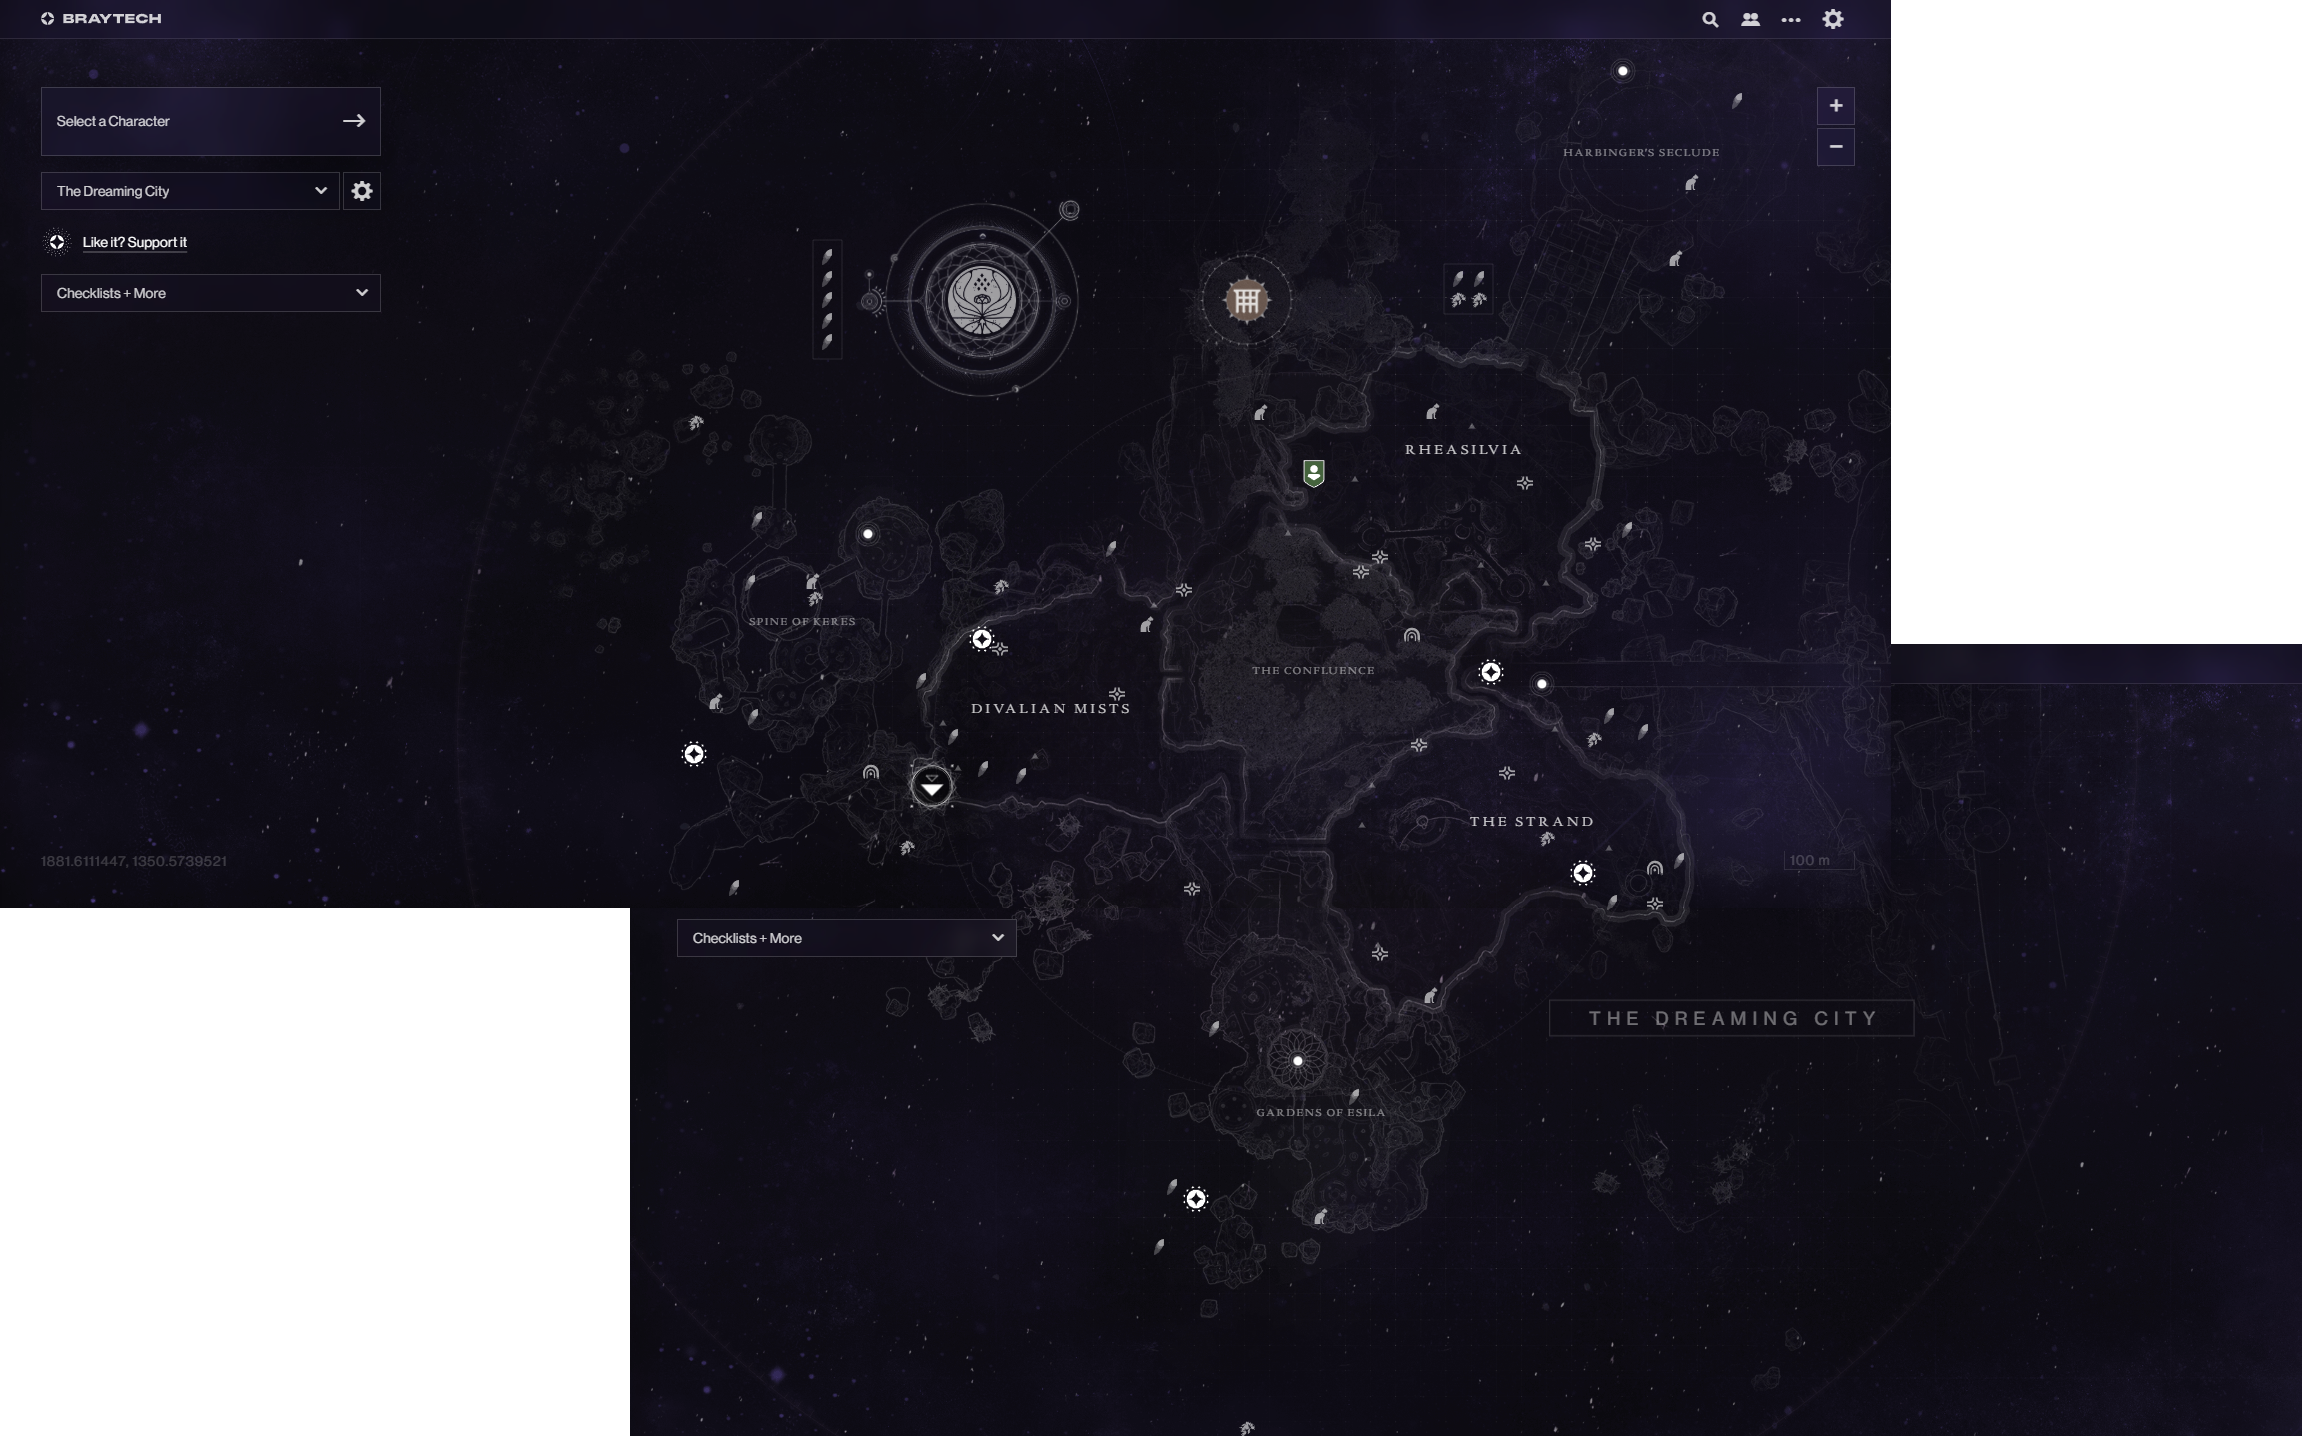 BRAYTECH
Select a Character
HARBINGER'S SECLUDE
The Dreaming City
Like it? Support it
Checklists + More
RHEASILVIA
SPINE OF KERES
THE CONFLUENCE
DIVALIAN MISTS
THE STRAND
1881.6111447, 1350.5739521
100 m
Checklists + More
THE DREAMING CITY
GARDENS OF ESILA